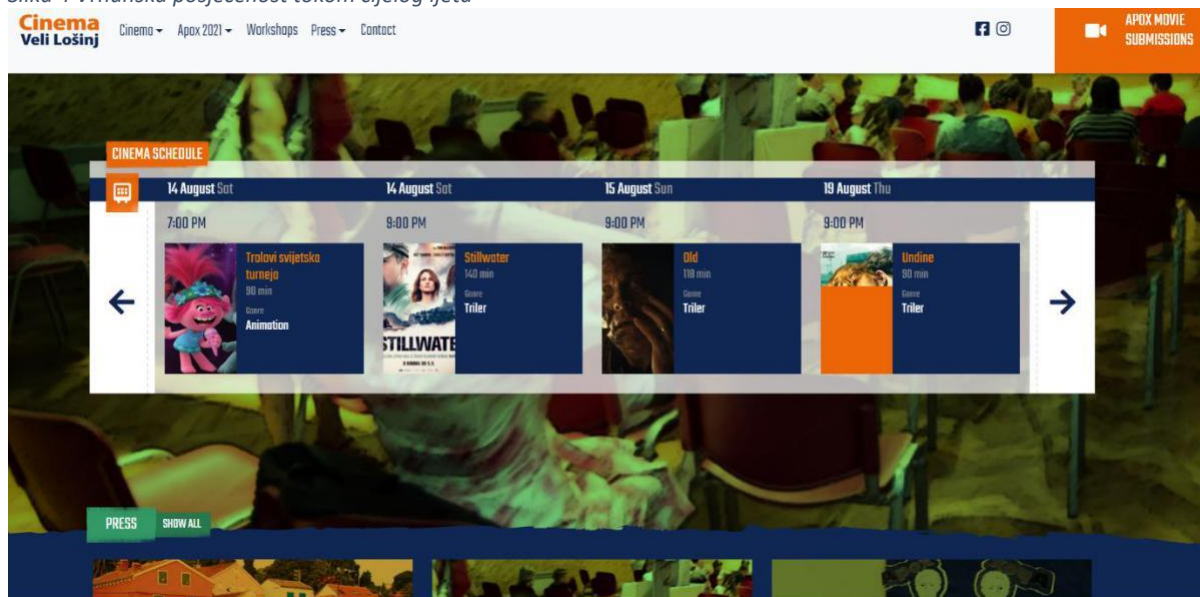 Slika 4 Vrhunska posjećenost tokom cijelog ljeta
Cinema
Veli Lošinj
Cinema
Apox 2021
Workshops
Press
Contact
APOX MOVIE
SUBMISSIONS
CINEMA SCHEDULE
14 August Sat
14 August Sat
15 August Sun
19 August Thu
7:00 PM
9:00 PM
9:00 PM
9:00 PM
Trolovi svijetska
turneja
90 min
Genre
Animation
STILLWATE
Stillwater
140 min
Genre
Triler
Old
118 min
Genre
Triler
Undine
90 min
Genre
Triler
PRESS
SHOW ALL